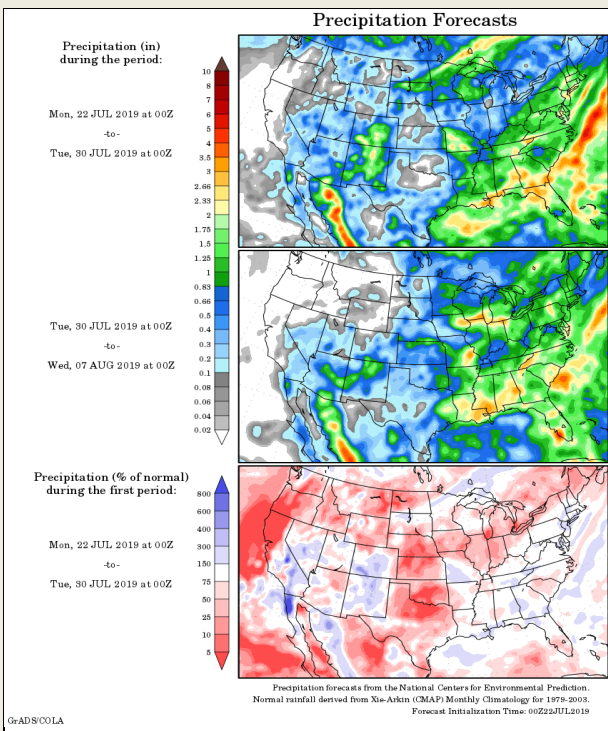 Precipitation Forecasts
Precipitation (in)
during the period:
Mon, 22 JUL 2019 at 00Z
-to-
Tue, 30 JUL 2019 at 00Z
10
8
7
6
5
4
3.5
3
2.66
2.33
2
1.75
1.5
1.25
1
0.83
0.66
0.5
0.4
0.3
0.2
0.1
0.08
0.06
0.04
0.02
Tue, 30 JUL 2019 at 00Z
-to-
Wed, 07 AUG 2019 at 00Z
Precipitation (% of normal)
during the first period:
Mon, 22 JUL 2019 at 00Z
-to-
Tue, 30 JUL 2019 at 00Z
800
600
400
300
150
75
50
25
10
5
Precipitation forecasts from the National Centers for Environmental Prediction.
Normal rainfall derived from Xie-Arkin (CMAP) Monthly Climatology for 1979-2003.
Forecast Initialization Time: 00Z22JUL2019
GrADS/COLA